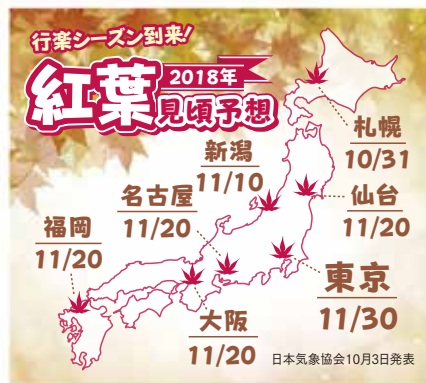 行楽シーズン到来!
2018年
紅葉見頃予想
札幌
10/31
新潟
11/10
仙台
11/20
名古屋
11/20
福岡
11/20
東京
11/30
大阪
11/20
日本気象協会10月3日発表